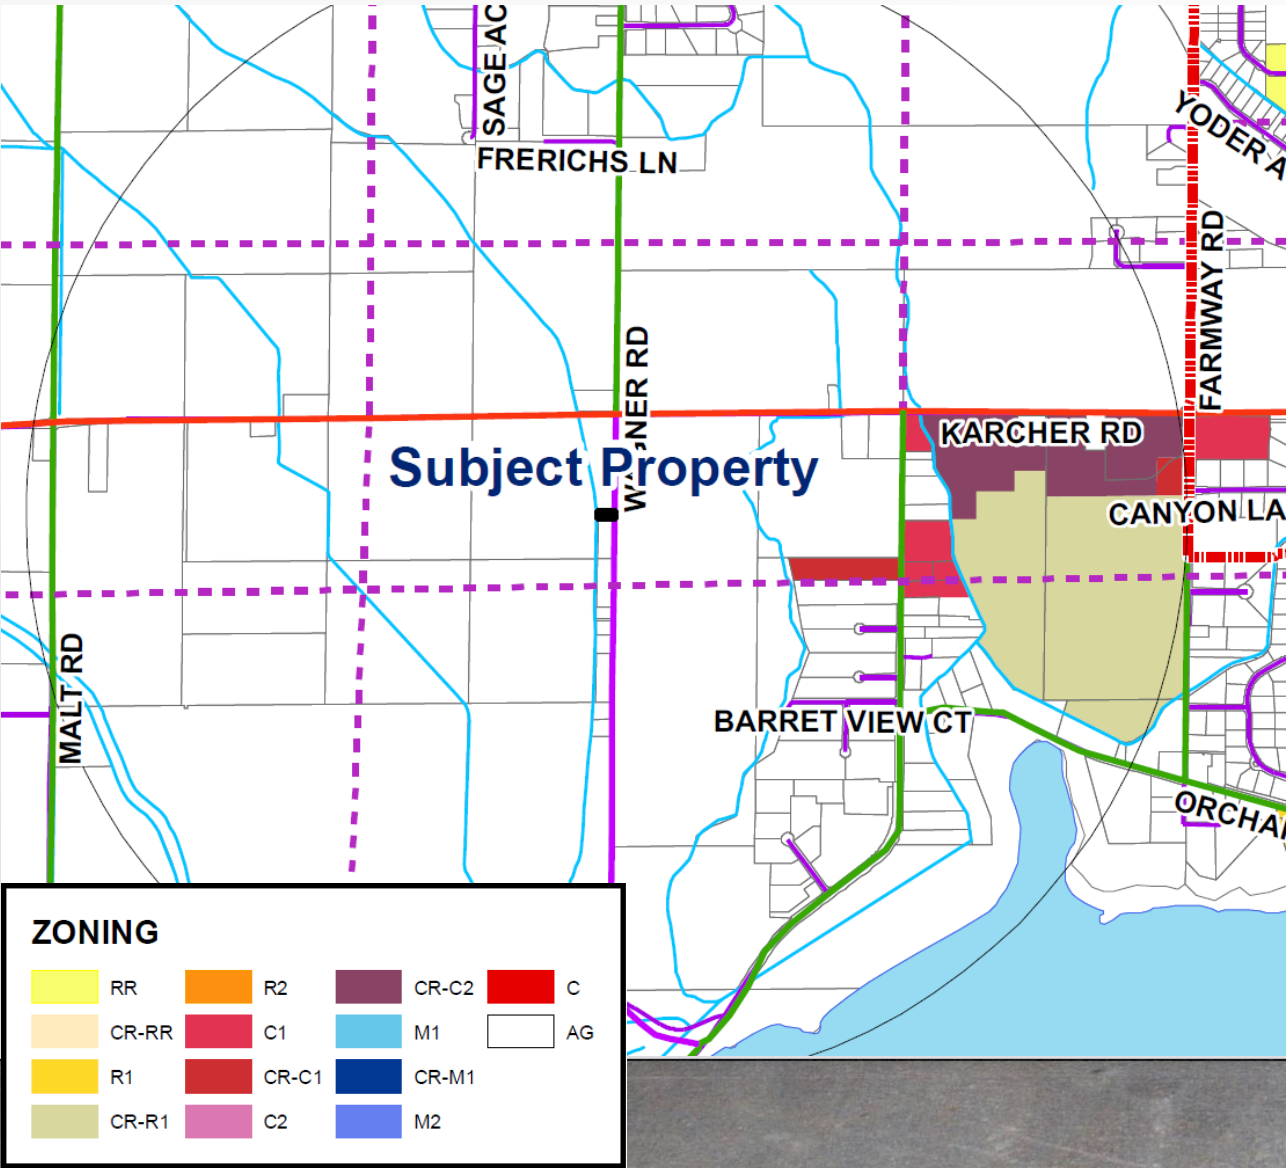 SAGE AC
YODER A
FRERICHS LN
FARMWAY RD
KARCHER RD
Subject Property
CANYON LA
MALT RD
BARRET VIEW CT
ORCHA
ZONING
RR
R2
CR-C2
C
CR-RR
C1
M1
AG
R1
CR-C1
CR-M1
CR-R1
C2
M2